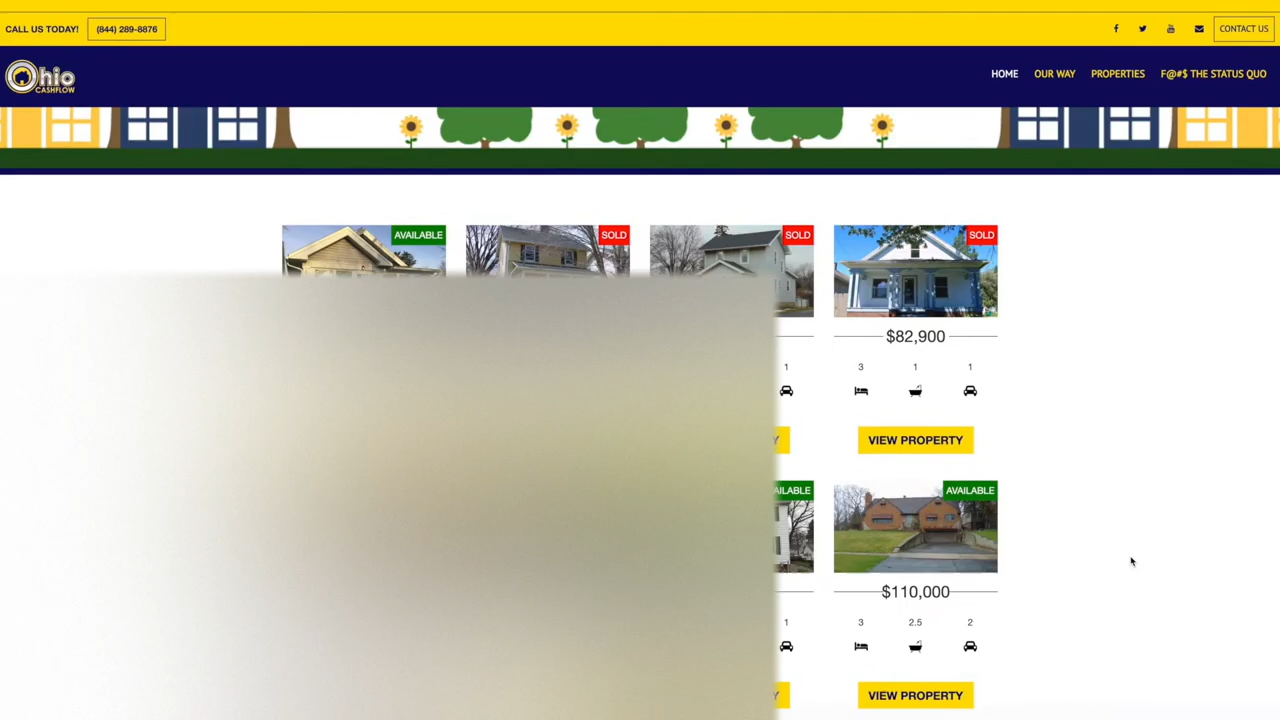 CALL US TODAY! (844) 289-8876 CONTACT US
Ohio CASHFLOW
HOME OUR WAY PROPERTIES F@#$ THE STATUS QUO
AVAILABLE SOLD SOLD SOLD
$82,900
1 3 1 1
VIEW PROPERTY
AVAILABLE
$110,000
1 3 2.5 2
VIEW PROPERTY